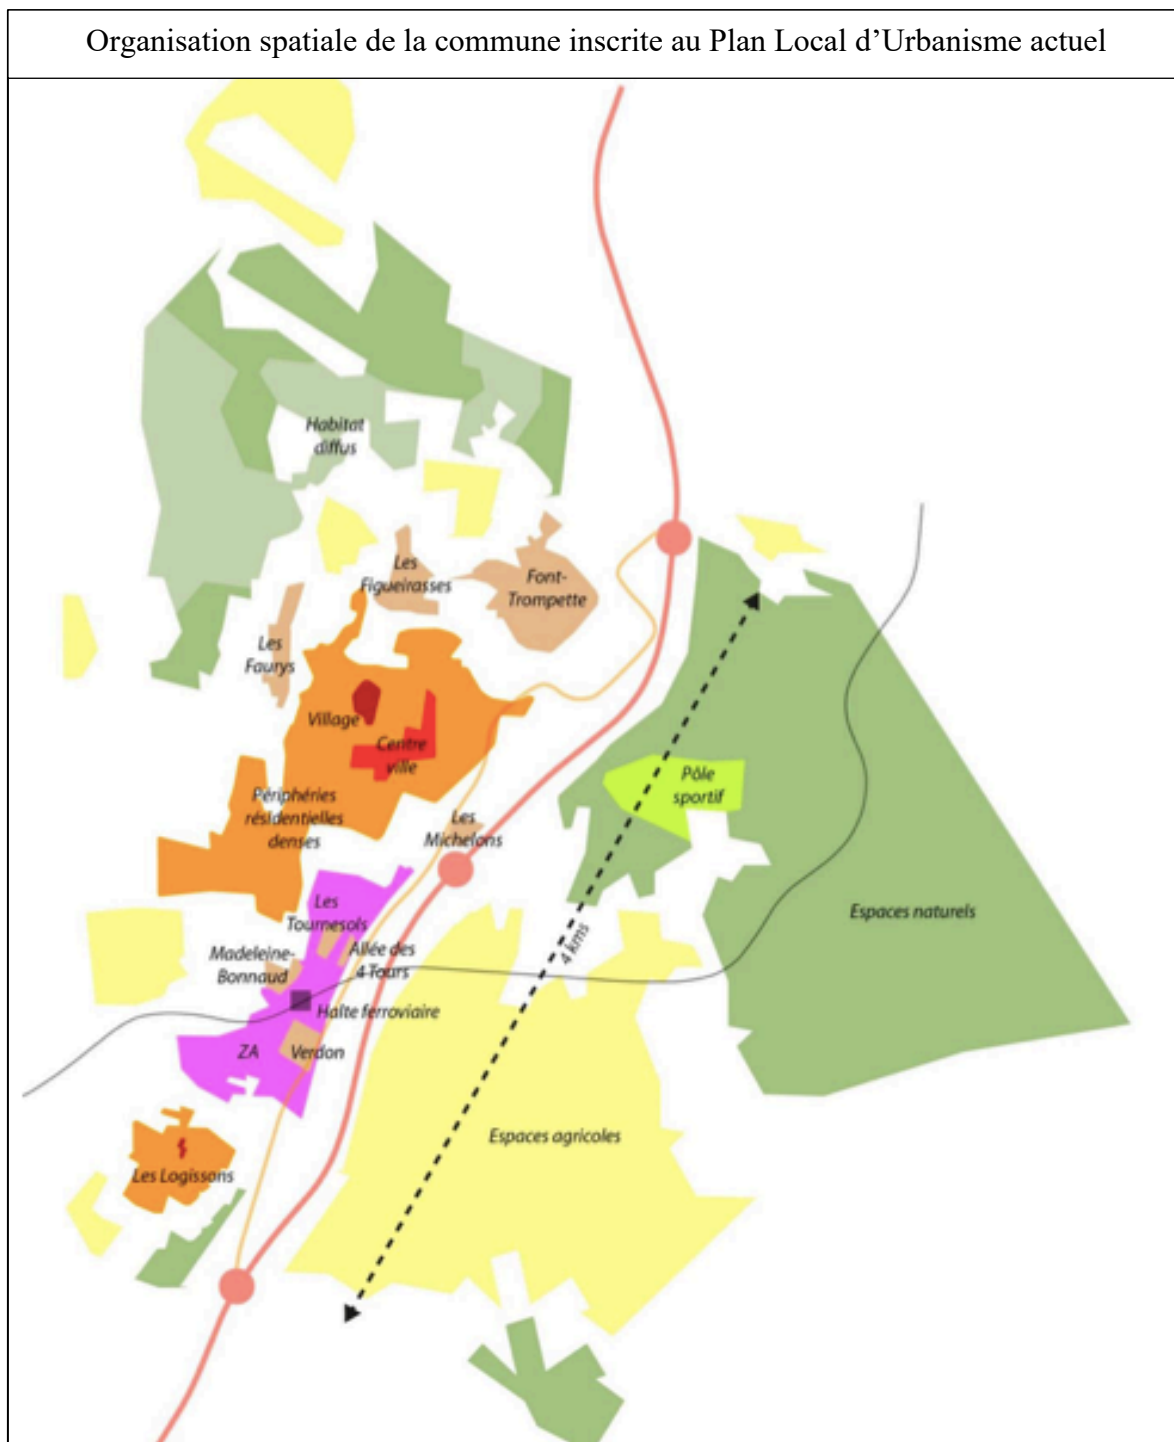 Organisation spatiale de la commune inscrite au Plan Local d’Urbanisme actuel
Habitat
diffus
Les
Figueirasses
Font-
Trompette
Les
Faurys
Village
Centre
ville
Pôle
sportif
Périphéries
résidentielles
denses
Les
Michelons
Les
Tournesols
Espaces naturels
Madeleine-
Bonnaud
Allée des
4 Tours
4 kms
Halte ferroviaire
ZA
Verdon
Espaces agricoles
Les Logissons